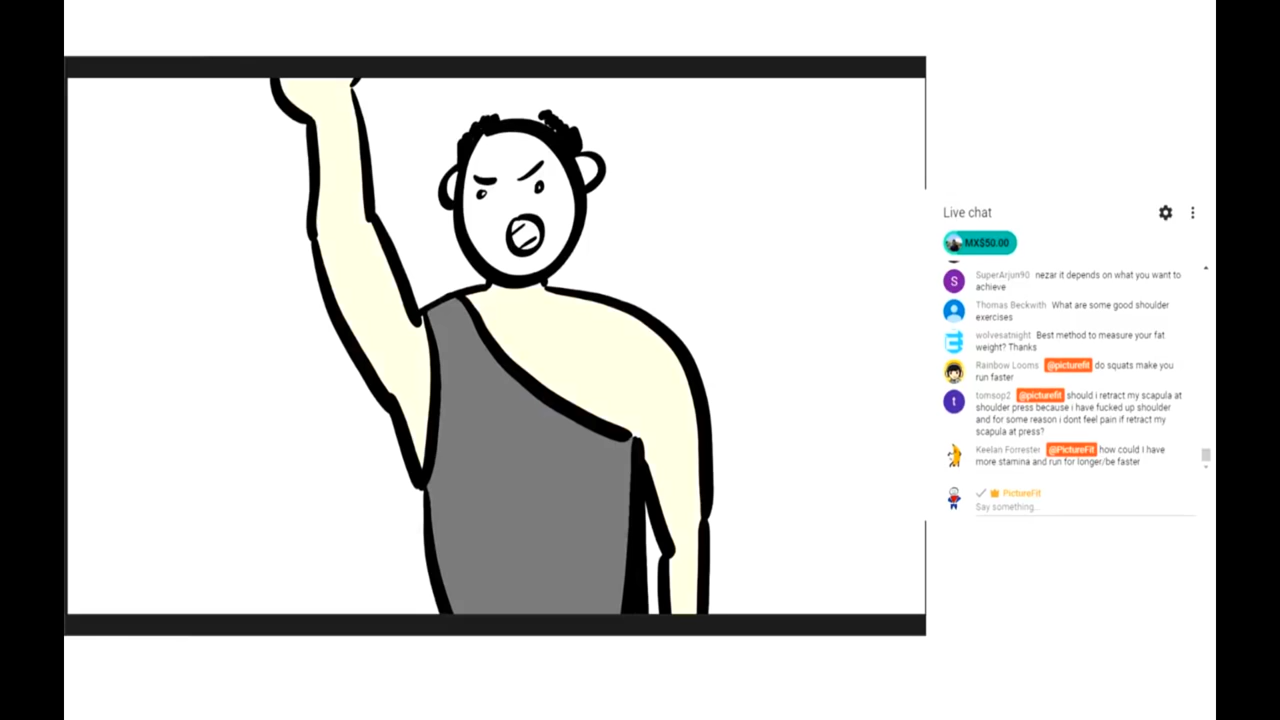 Live chat
MX$50.00
SuperArjun90 nezar it depends on what you want to
achieve
Thomas Beckwith What are some good shoulder
exercises
wolvesatnight Best method to measure your fat
weight? Thanks
Rainbow Looms @picturefit do squats make you
run faster
tomsop2 @picturefit should i retract my scapula at
shoulder press because i have fucked up shoulder
and for some reason i dont feel pain if retract my
scapula at press?
Keelan Forrester @PictureFit how could I have
more stamina and run for longer/be faster
PictureFit
Say something...